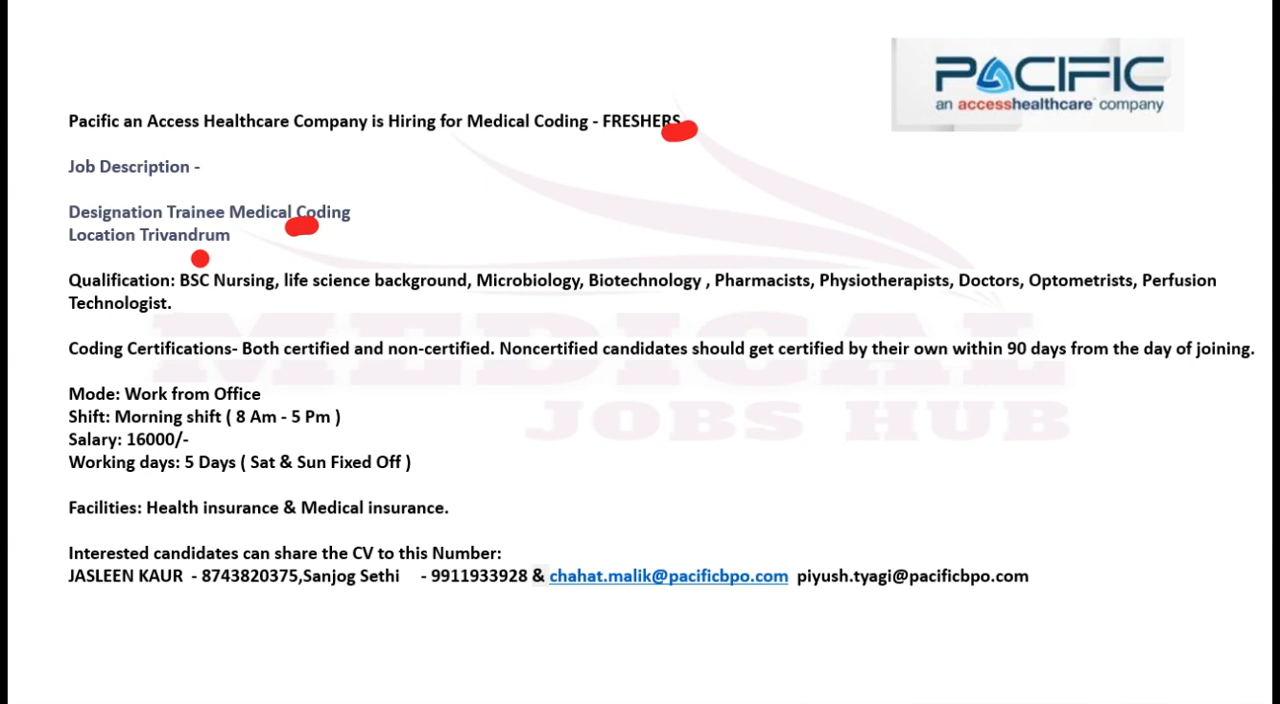 PACIFIC
an accesshealthcare company
Pacific an Access Healthcare Company is Hiring for Medical Coding - FRESHERS
Job Description -
Designation Trainee Medical Coding
Location Trivandrum
Qualification: BSC Nursing, life science background, Microbiology, Biotechnology , Pharmacists, Physiotherapists, Doctors, Optometrists, Perfusion
Technologist.
Coding Certifications- Both certified and non-certified. Noncertified candidates should get certified by their own within 90 days from the day of joining.
Mode: Work from Office
Shift: Morning shift ( 8 Am - 5 Pm )
Salary: 16000/-
Working days: 5 Days ( Sat & Sun Fixed Off )
Facilities: Health insurance & Medical insurance.
Interested candidates can share the CV to this Number:
JASLEEN KAUR - 8743820375,Sanjog Sethi - 9911933928 & chahat.malik@pacificbpo.com piyush.tyagi@pacificbpo.com
MEDICAL
JOBS HUB